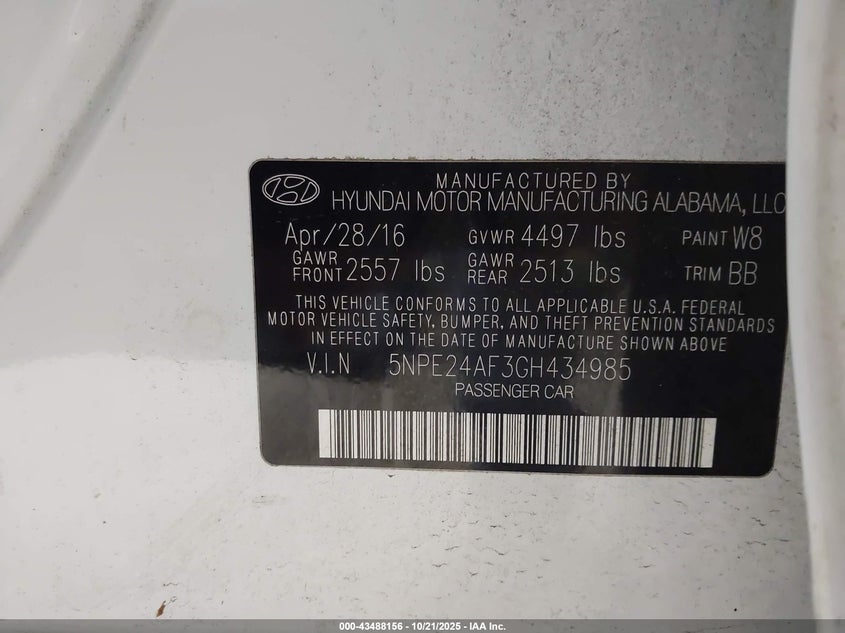 MANUFACTURED BY
HYUNDAI MOTOR MANUFACTURING ALABAMA, LLC
Apr/28/16 GVWR 4497 lbs PAINT W8
GAWR FRONT 2557 lbs GAWR REAR 2513 lbs TRIM BB
THIS VEHICLE CONFORMS TO ALL APPLICABLE U.S.A. FEDERAL
MOTOR VEHICLE SAFETY, BUMPER, AND THEFT PREVENTION STANDARDS
IN EFFECT ON THE DATE OF MANUFACTURE SHOWN ABOVE
V.I.N 5NPE24AF3GH434985
PASSENGER CAR
000-43488156 - 10/21/2025 - IAA Inc.